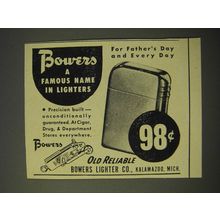 Bowers
A
FAMOUS NAME
IN LIGHTERS
For Father's Day
and Every Day
• Precision built—
unconditionally
guaranteed. At Cigar,
Drug, & Department
Stores everywhere.
Bowers
98¢
OLD RELIABLE
BOWERS LIGHTER CO., KALAMAZOO, MICH.